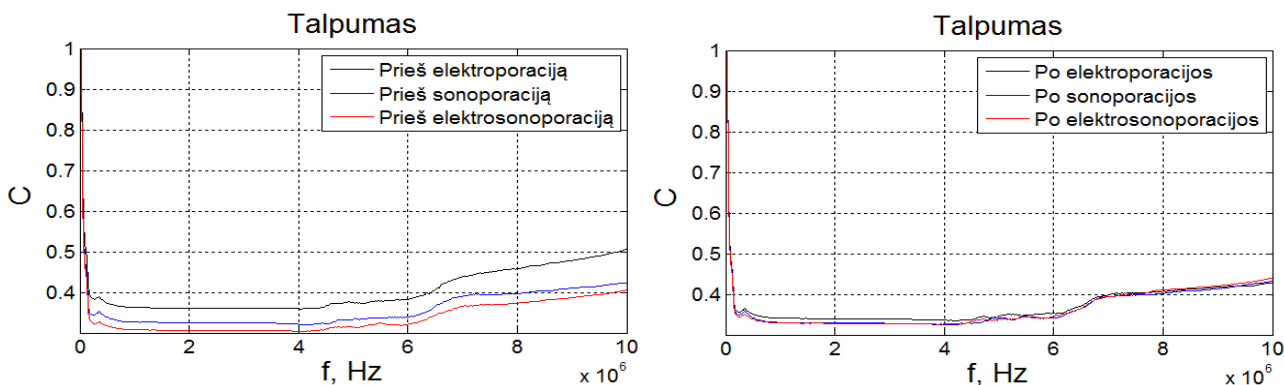 Talpumas
1
0.9
0.8
0.7
0.6
0.5
0.4
C
Prieš elektroporaciją
Prieš sonoporaciją
Prieš elektrosonoporaciją
0 2 4 6 8 10
f, Hz
x 10^6
Talpumas
1
0.9
0.8
0.7
0.6
0.5
0.4
C
Po elektroporacijos
Po sonoporacijos
Po elektrosonoporacijos
0 2 4 6 8 10
f, Hz
x 10^6